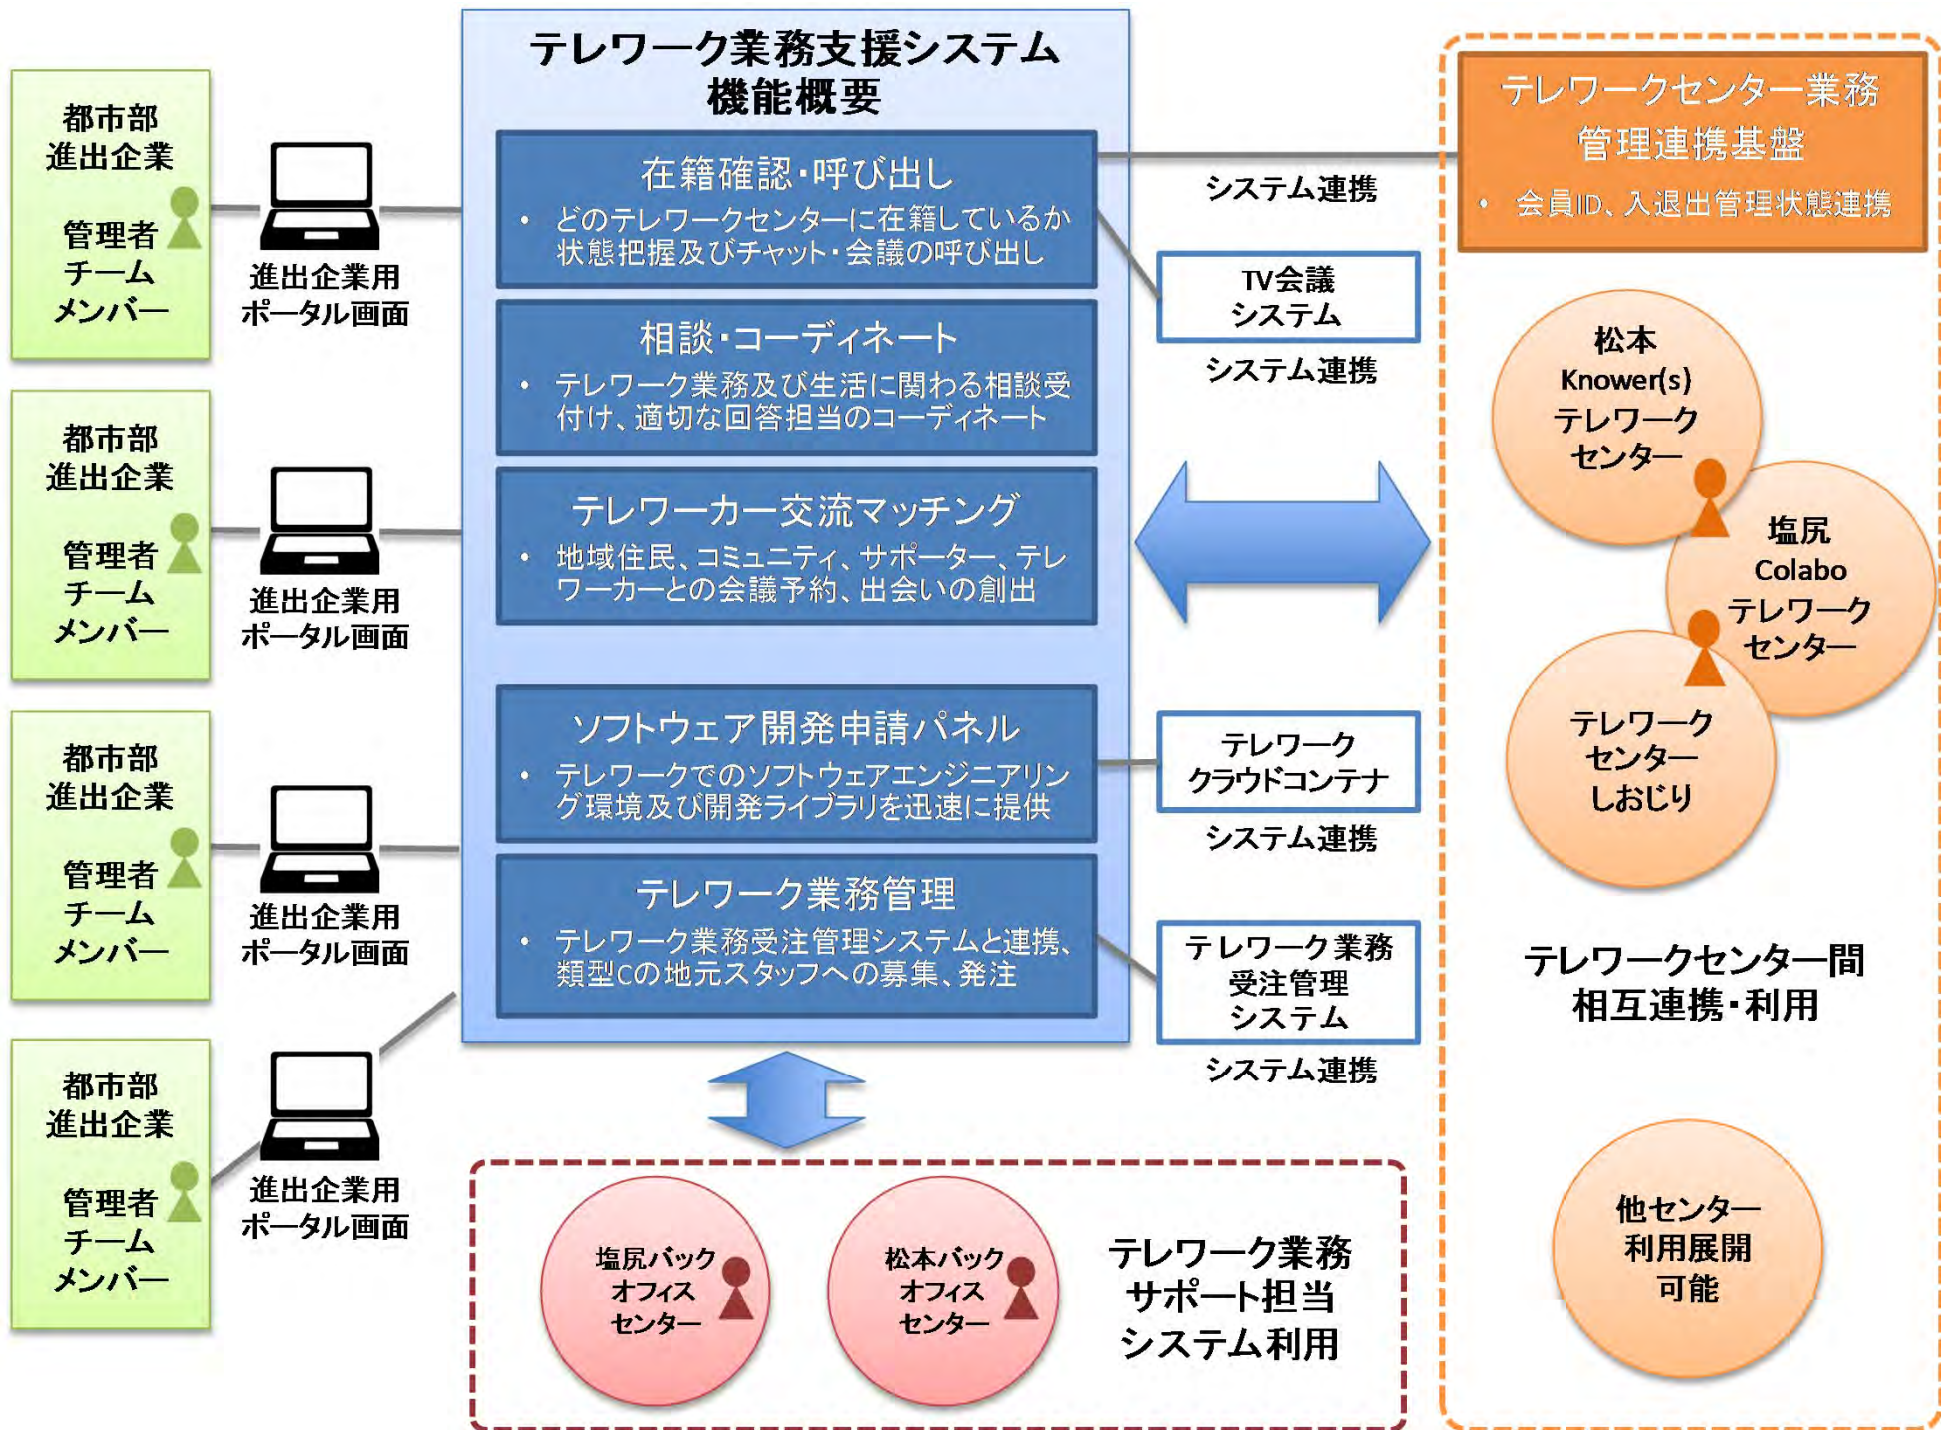 テレワーク業務支援システム
機能概要
都市部
進出企業
管理者
チーム
メンバー
進出企業用
ポータル画面
都市部
進出企業
管理者
チーム
メンバー
進出企業用
ポータル画面
都市部
進出企業
管理者
チーム
メンバー
進出企業用
ポータル画面
都市部
進出企業
管理者
チーム
メンバー
進出企業用
ポータル画面
在籍確認・呼び出し
• どのテレワークセンターに在籍しているか
状態把握及びチャット・会議の呼び出し
相談・コーディネート
• テレワーク業務及び生活に関わる相談受
付け、適切な回答担当のコーディネート
テレワーカー交流マッチング
• 地域住民、コミュニティ、サポーター、テレ
ワーカーとの会議予約、出会いの創出
ソフトウェア開発申請パネル
• テレワークでのソフトウェアエンジニアリン
グ環境及び開発ライブラリを迅速に提供
テレワーク業務管理
• テレワーク業務受注管理システムと連携、
類型Cの地元スタッフへの募集、発注
システム連携
TV会議
システム
システム連携
テレワーク
クラウドコンテナ
システム連携
テレワーク業務
受注管理
システム
システム連携
テレワークセンター業務
管理連携基盤
• 会員ID、入退出管理状態連携
松本
Knower(s)
テレワーク
センター
塩尻
Colabo
テレワーク
センター
テレワーク
センター
しおじり
テレワークセンター間
相互連携・利用
他センター
利用展開
可能
塩尻バック
オフィス
センター
松本バック
オフィス
センター
テレワーク業務
サポート担当
システム利用